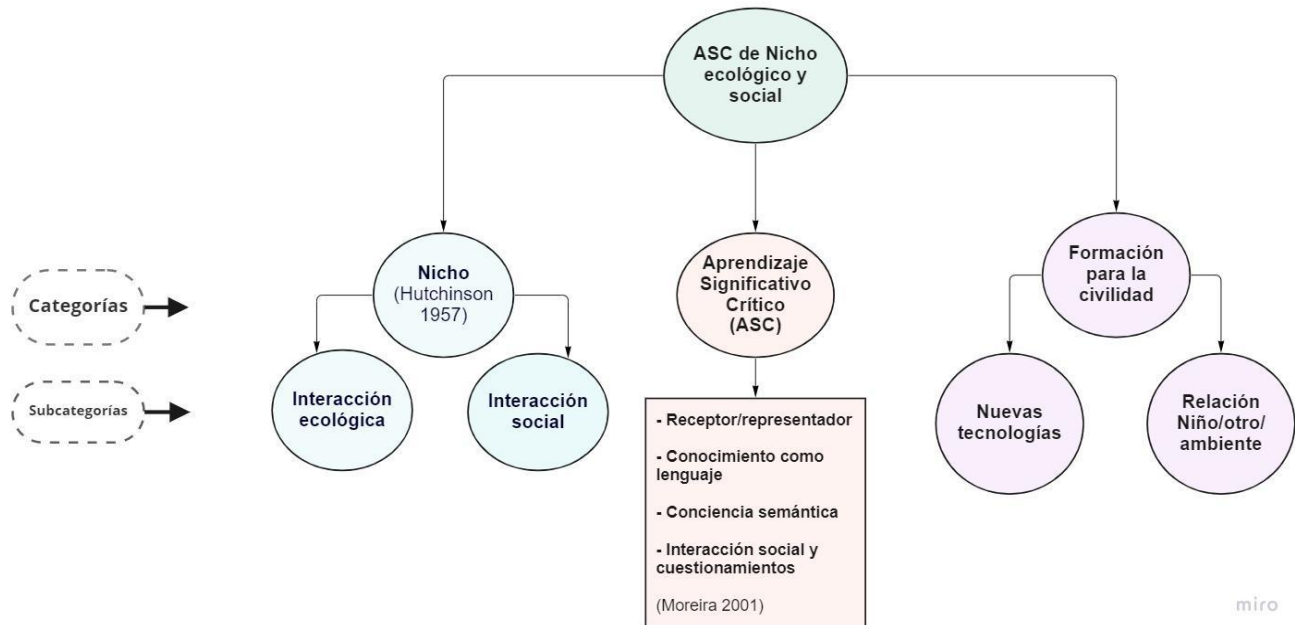 ASC de Nicho
ecológico y
social
Categorías
Nicho
(Hutchinson
1957)
Aprendizaje
Significativo
Crítico
(ASC)
Formación
para la
civilidad
Subcategorías
Interacción
ecológica
Interacción
social
- Receptor/representador
- Conocimiento como
lenguaje
- Conciencia semántica
- Interacción social y
cuestionamientos
(Moreira 2001)
Nuevas
tecnologías
Relación
Niño/otro/
ambiente
miro